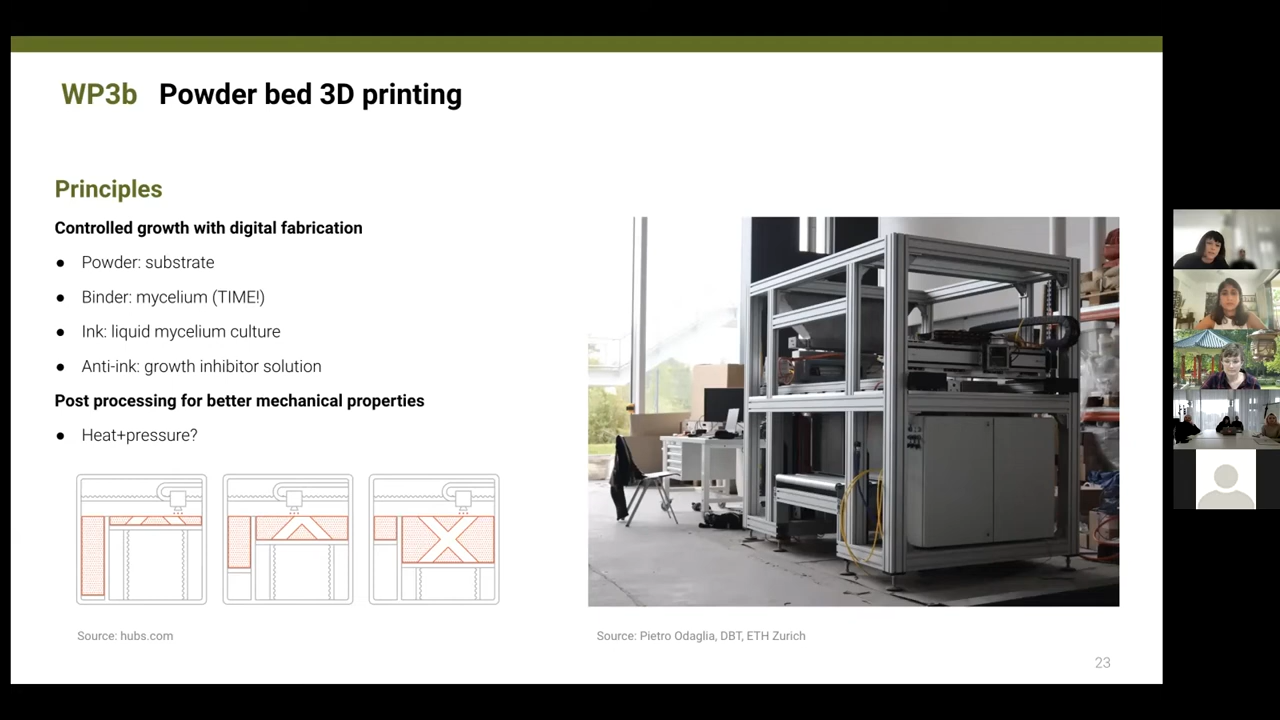 WP3b Powder bed 3D printing
Principles
Controlled growth with digital fabrication
● Powder: substrate
● Binder: mycelium (TIME!)
● Ink: liquid mycelium culture
● Anti-ink: growth inhibitor solution
Post processing for better mechanical properties
● Heat+pressure?
Source: hubs.com
Source: Pietro Odaglia, DBT, ETH Zurich
23